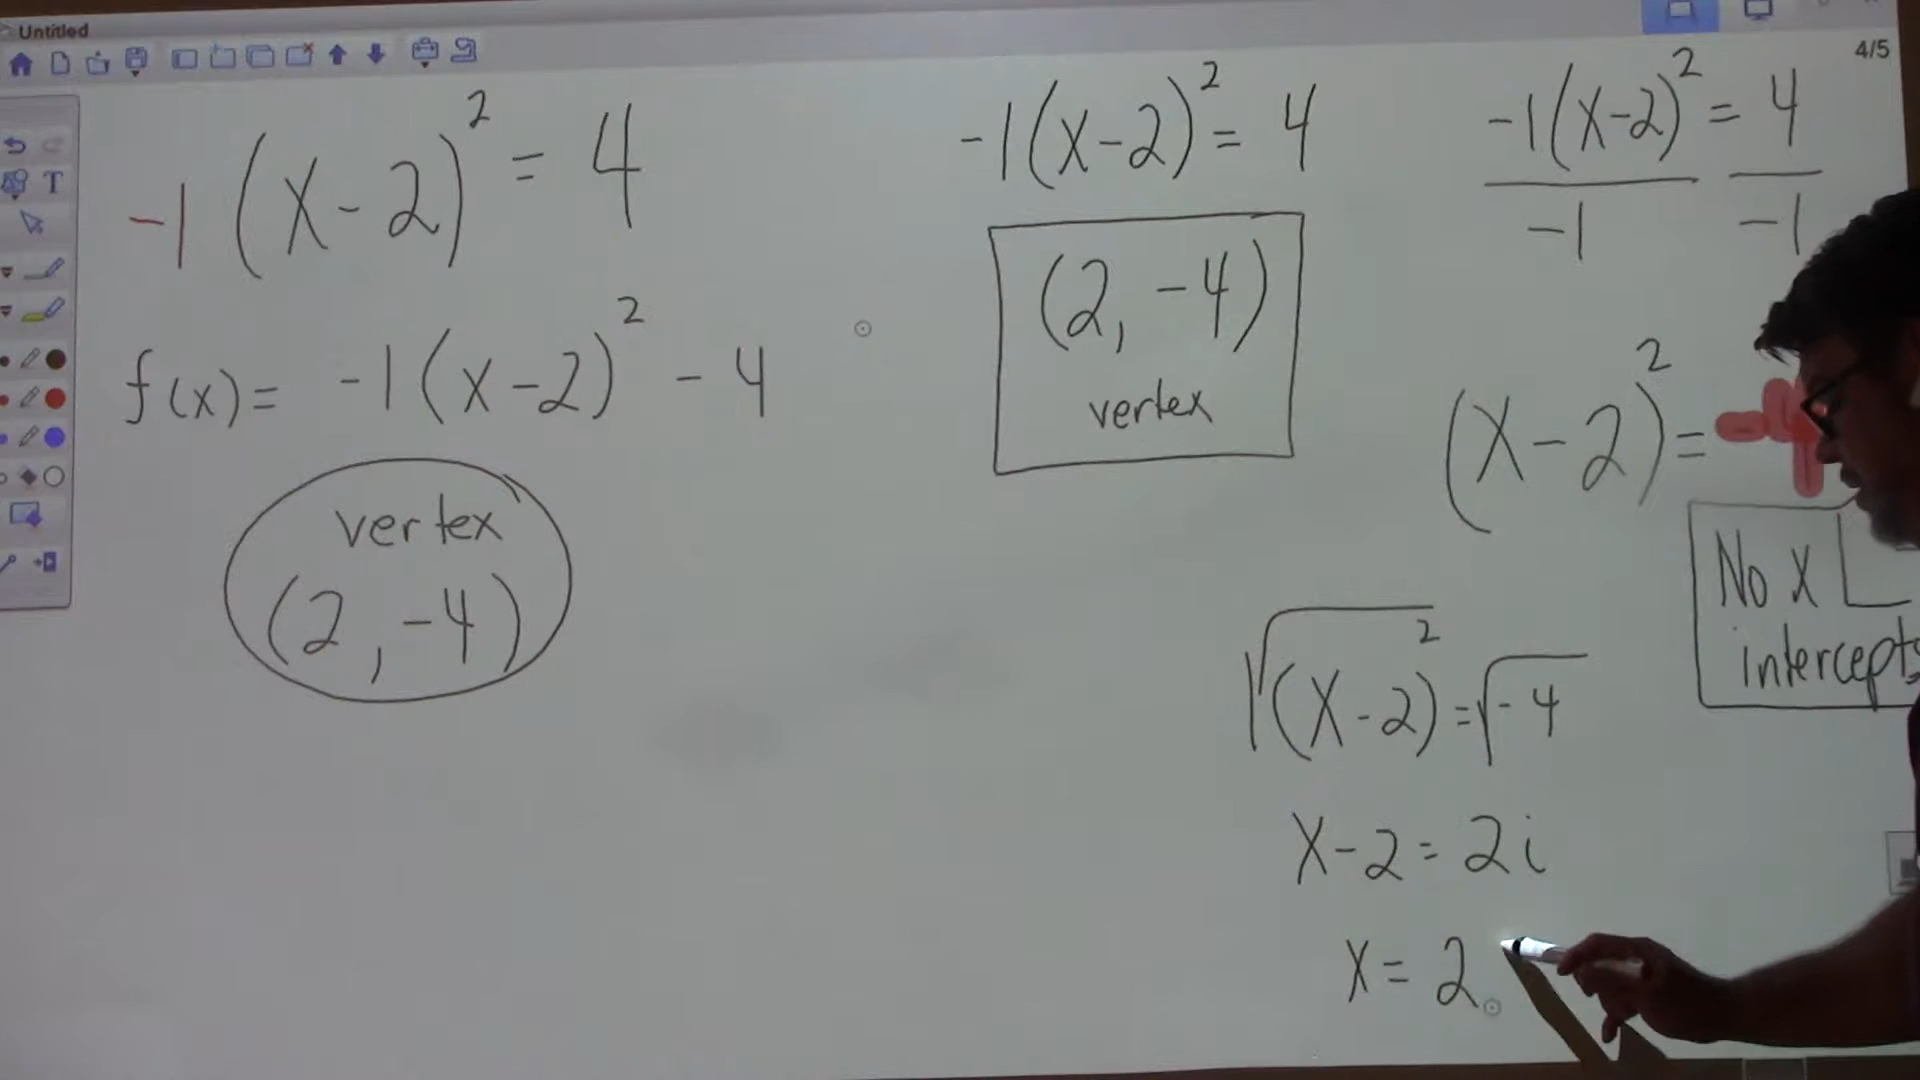 Untitled
4/5
T
-1(x-2)² = 4
f(x) = -1(x-2)² - 4
vertex
(2, -4)
-1(x-2)² = 4
(2, -4)
vertex
-1(x-2)² = 4
-1 -1
(x-2)² = -4
No x
intercepts
√(x-2)² = √-4
x-2 = 2i
x = 2